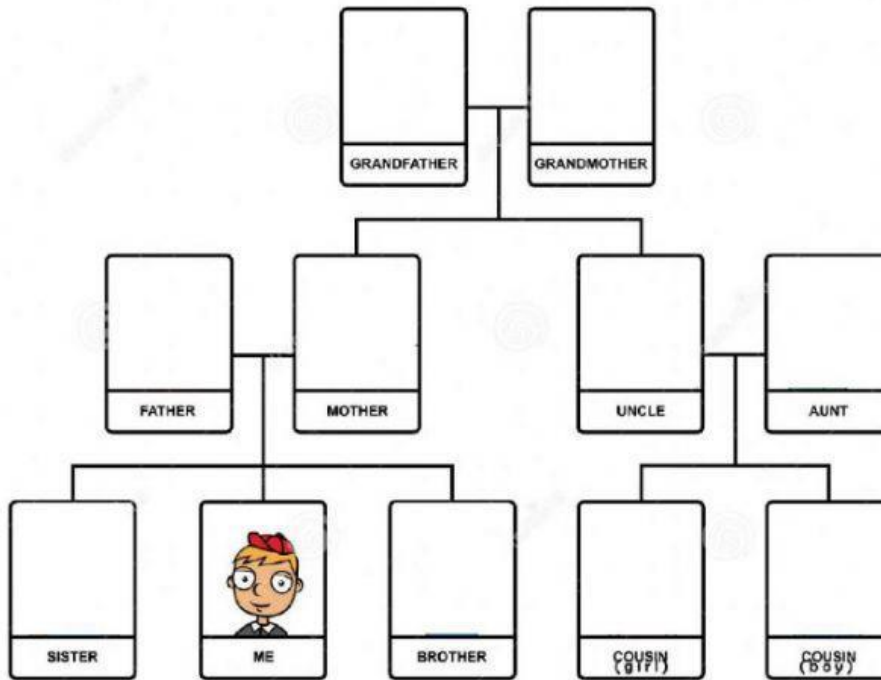 GRANDFATHER
GRANDMOTHER
FATHER
MOTHER
UNCLE
AUNT
SISTER
ME
BROTHER
COUSIN
(girl)
COUSIN
(boy)